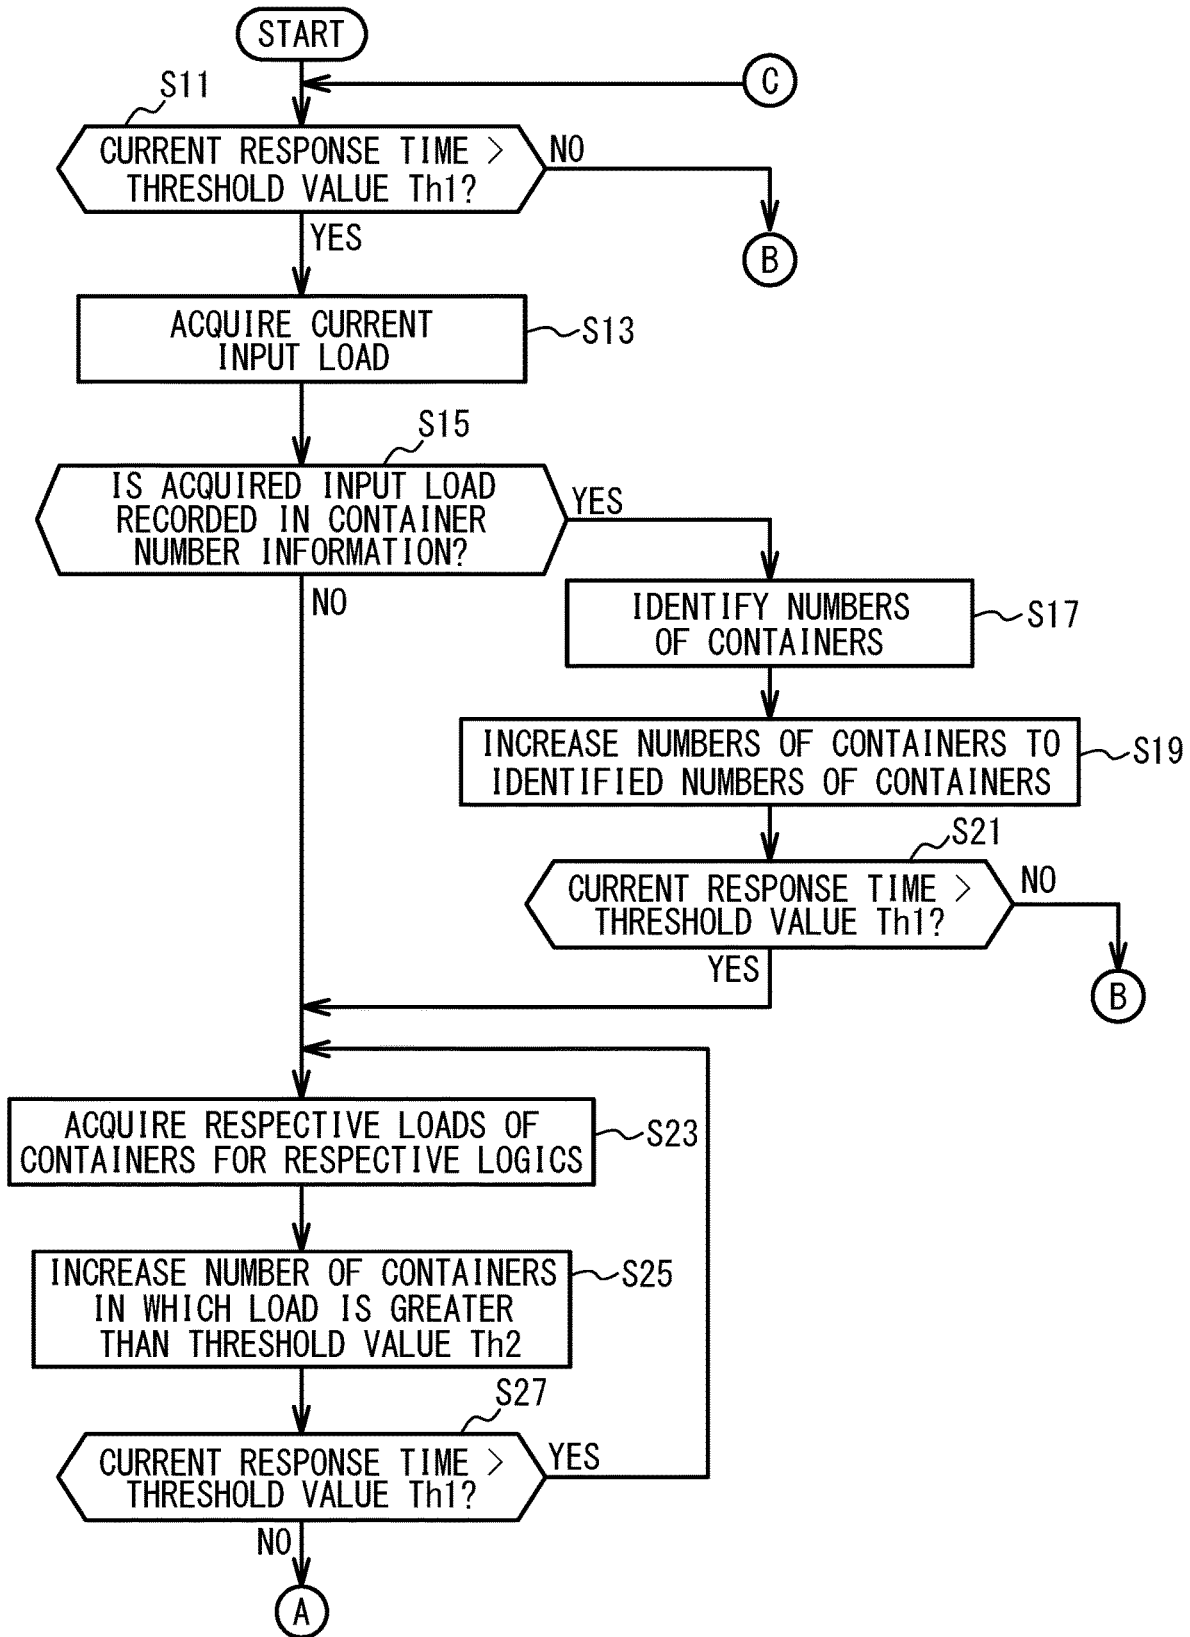 START
C
S11
CURRENT RESPONSE TIME >
THRESHOLD VALUE Th1?
NO
B
YES
ACQUIRE CURRENT
INPUT LOAD
S13
S15
IS ACQUIRED INPUT LOAD
RECORDED IN CONTAINER
NUMBER INFORMATION?
YES
NO
IDENTIFY NUMBERS
OF CONTAINERS
S17
INCREASE NUMBERS OF CONTAINERS TO
IDENTIFIED NUMBERS OF CONTAINERS
S19
S21
CURRENT RESPONSE TIME >
THRESHOLD VALUE Th1?
NO
YES
B
ACQUIRE RESPECTIVE LOADS OF
CONTAINERS FOR RESPECTIVE LOGICS
S23
INCREASE NUMBER OF CONTAINERS
IN WHICH LOAD IS GREATER
THAN THRESHOLD VALUE Th2
S25
S27
CURRENT RESPONSE TIME >
THRESHOLD VALUE Th1?
YES
NO
A